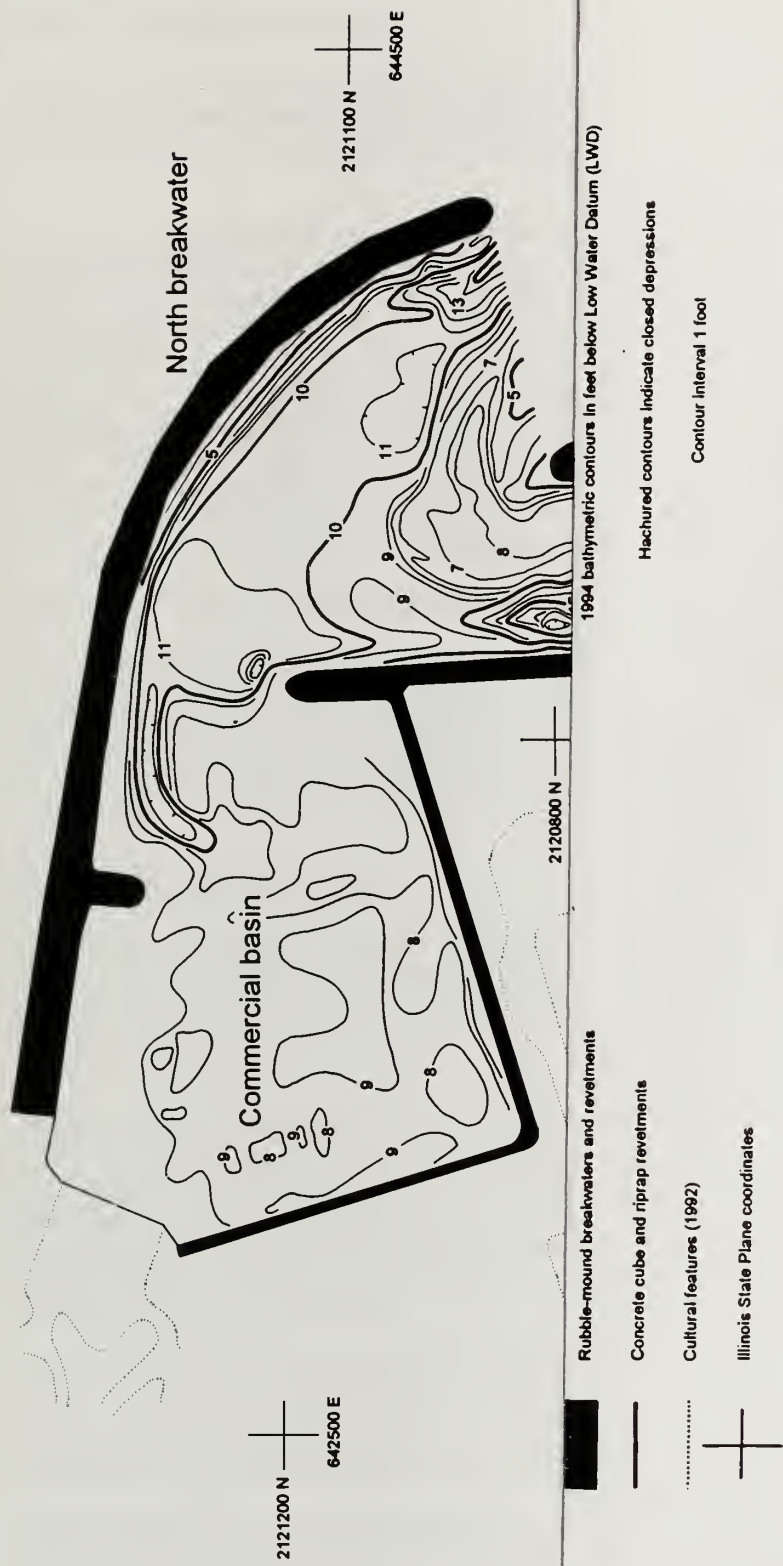 North breakwater
2121100 N
644500 E
5
10
11
13
10
11
9
9
7
5
7
8
Commercial basin
9
8
9
8
9
8
9
8
2120800 N
2121200 N
642500 E
Rubble-mound breakwaters and revetments
Concrete cube and riprap revetments
Cultural features (1992)
Illinois State Plane coordinates
1994 bathymetric contours in feet below Low Water Datum (LWD)
Hachured contours indicate closed depressions
Contour interval 1 foot